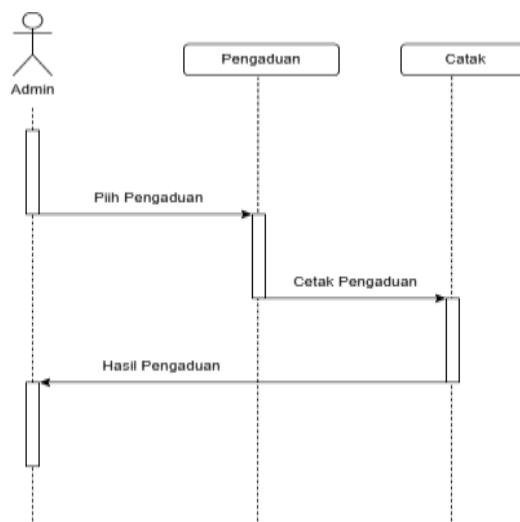 Pengaduan
Catak
Admin
Piih Pengaduan
Cetak Pengaduan
Hasil Pengaduan